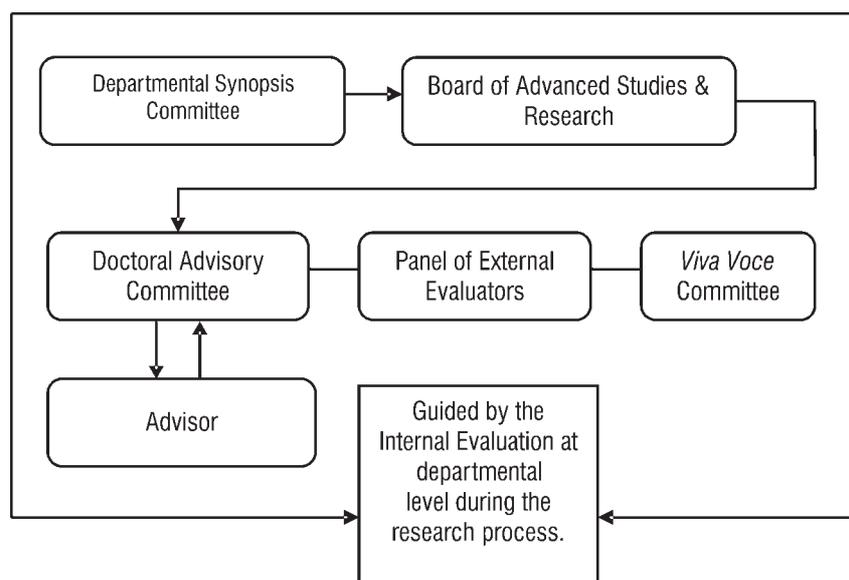 Departmental Synopsis
Committee
Board of Advanced Studies &
Research
Doctoral Advisory
Committee
Panel of External
Evaluators
Viva Voce
Committee
Advisor
Guided by the
Internal Evaluation at
departmental
level during the
research process.